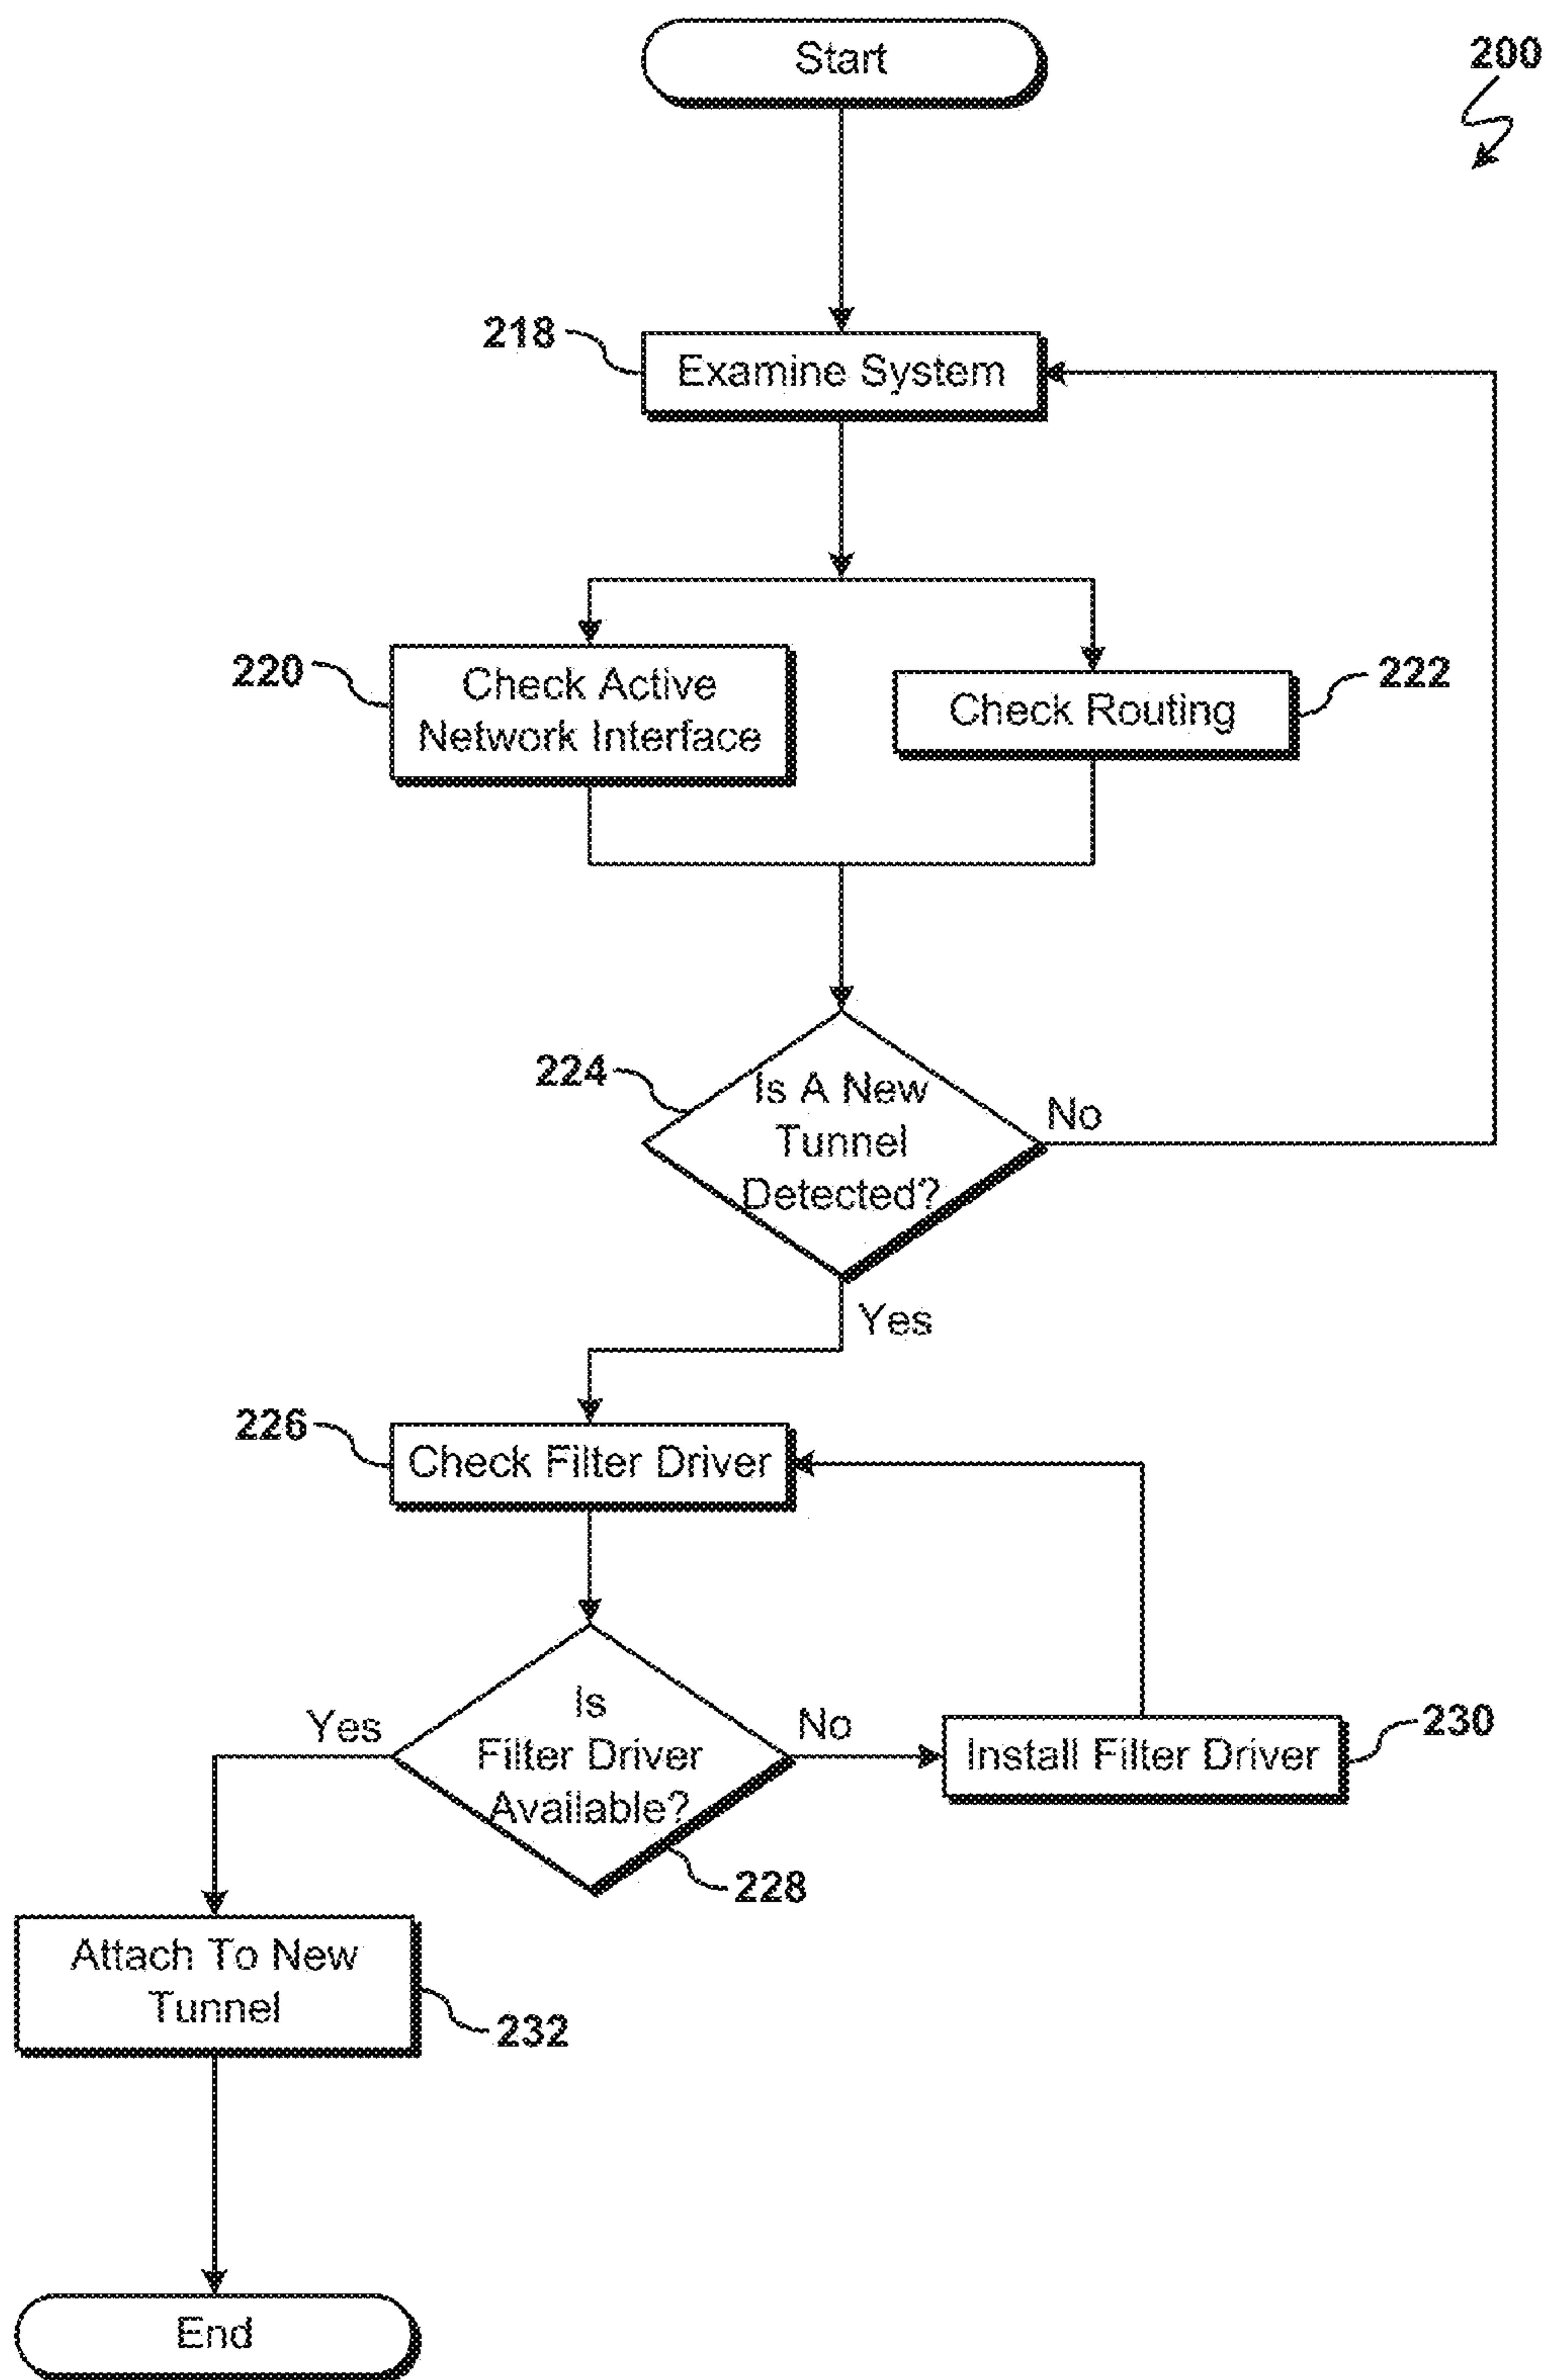 Start
200
218
Examine System
220
Check Active
Network Interface
Check Routing
222
224
Is A New
Tunnel
Detected?
No
Yes
226
Check Filter Driver
Is
Filter Driver
Available?
Yes
No
Install Filter Driver
230
228
Attach To New
Tunnel
232
End